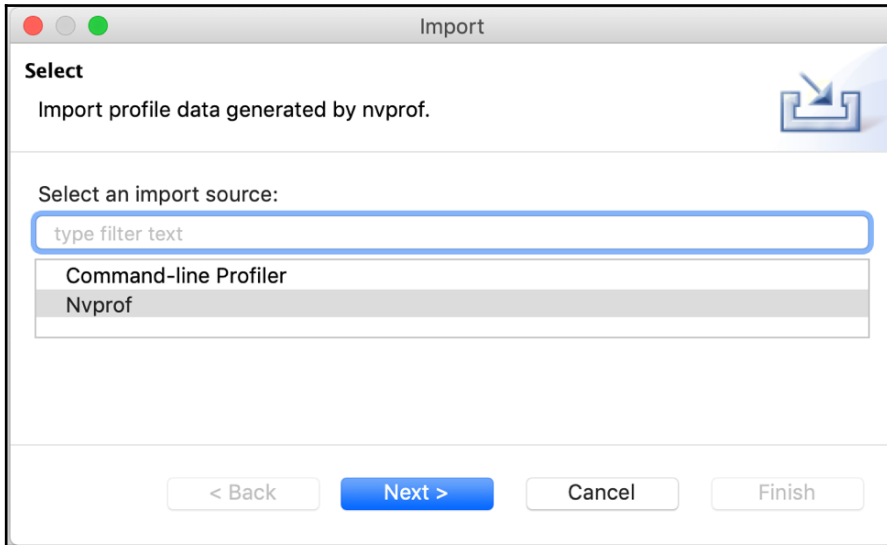 Import
Select
Import profile data generated by nvprof.
Select an import source:
type filter text
Command-line Profiler
Nvprof
< Back Next > Cancel Finish